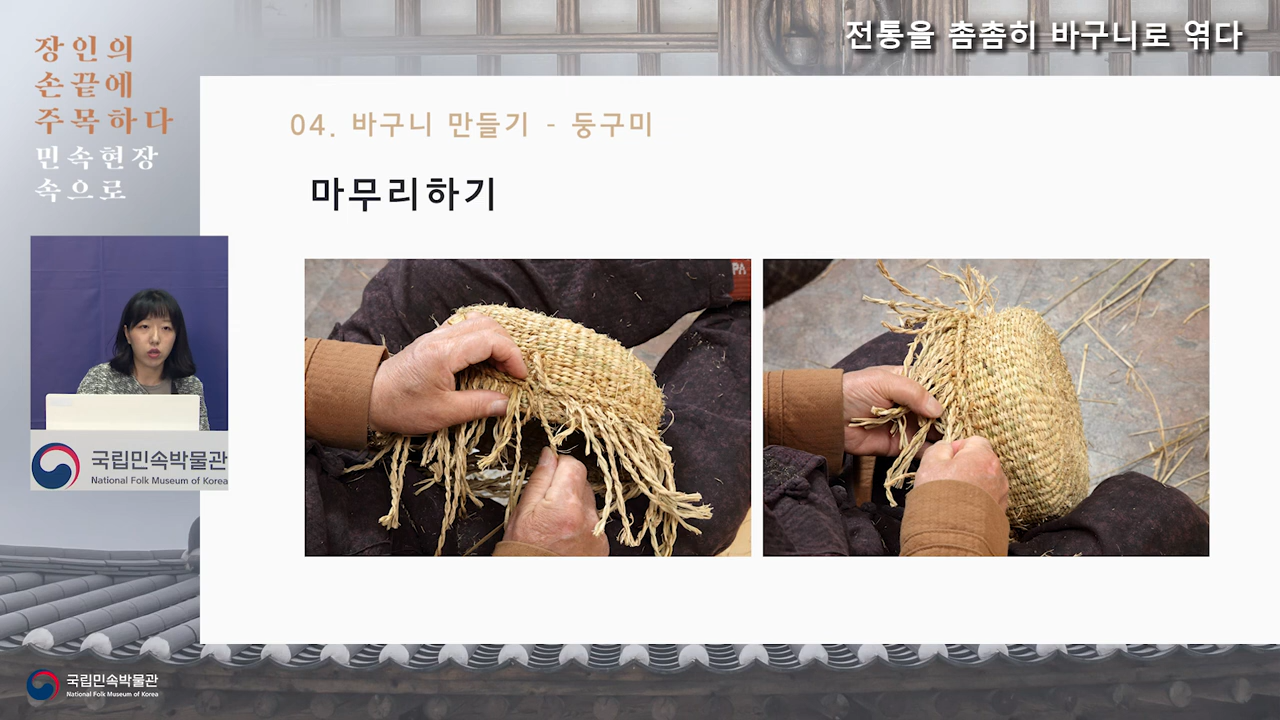 전통을 촘촘히 바구니로 엮다
장인의
손끝에
주목하다
민속현장
속으로
04. 바구니 만들기 - 둥구미
마무리하기
PA
국립민속박물관
National Folk Museum of Korea
국립민속박물관
National Folk Museum of Korea